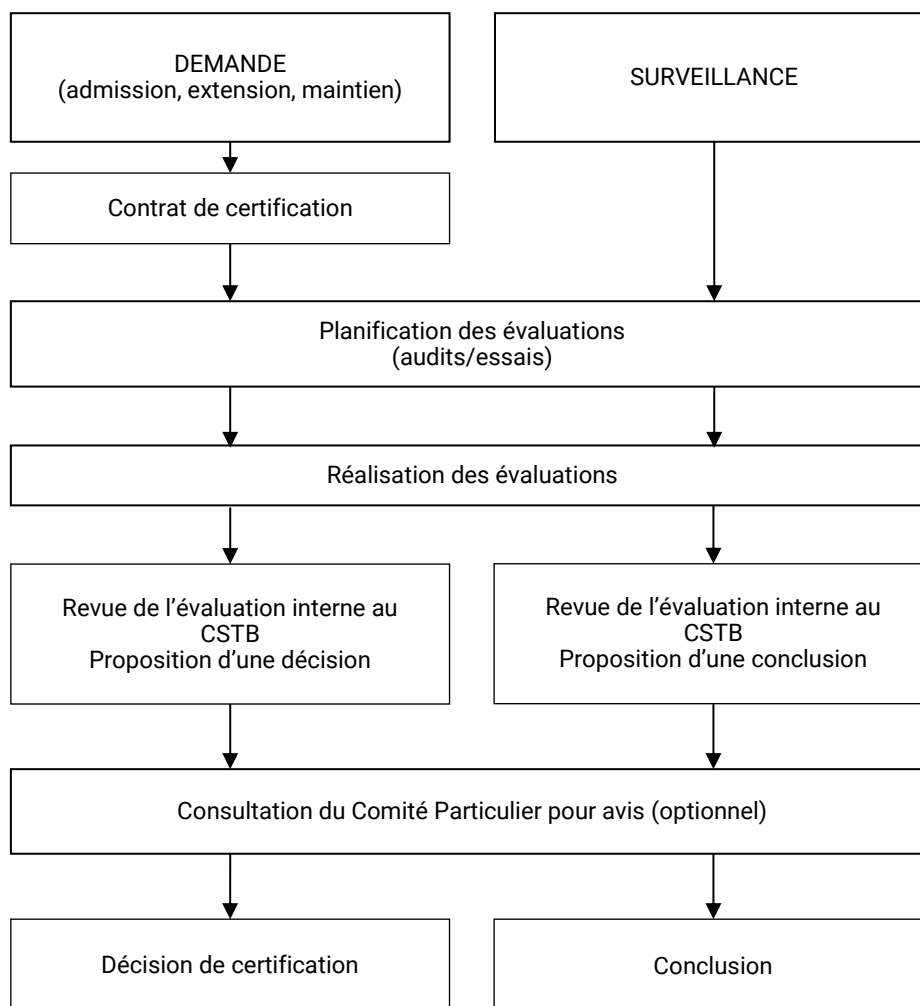 DEMANDE
(admission, extension, maintien)
SURVEILLANCE
Contrat de certification
Planification des évaluations
(audits/essais)
Réalisation des évaluations
Revue de l’évaluation interne au
CSTB
Proposition d’une décision
Revue de l’évaluation interne au
CSTB
Proposition d’une conclusion
Consultation du Comité Particulier pour avis (optionnel)
Décision de certification
Conclusion